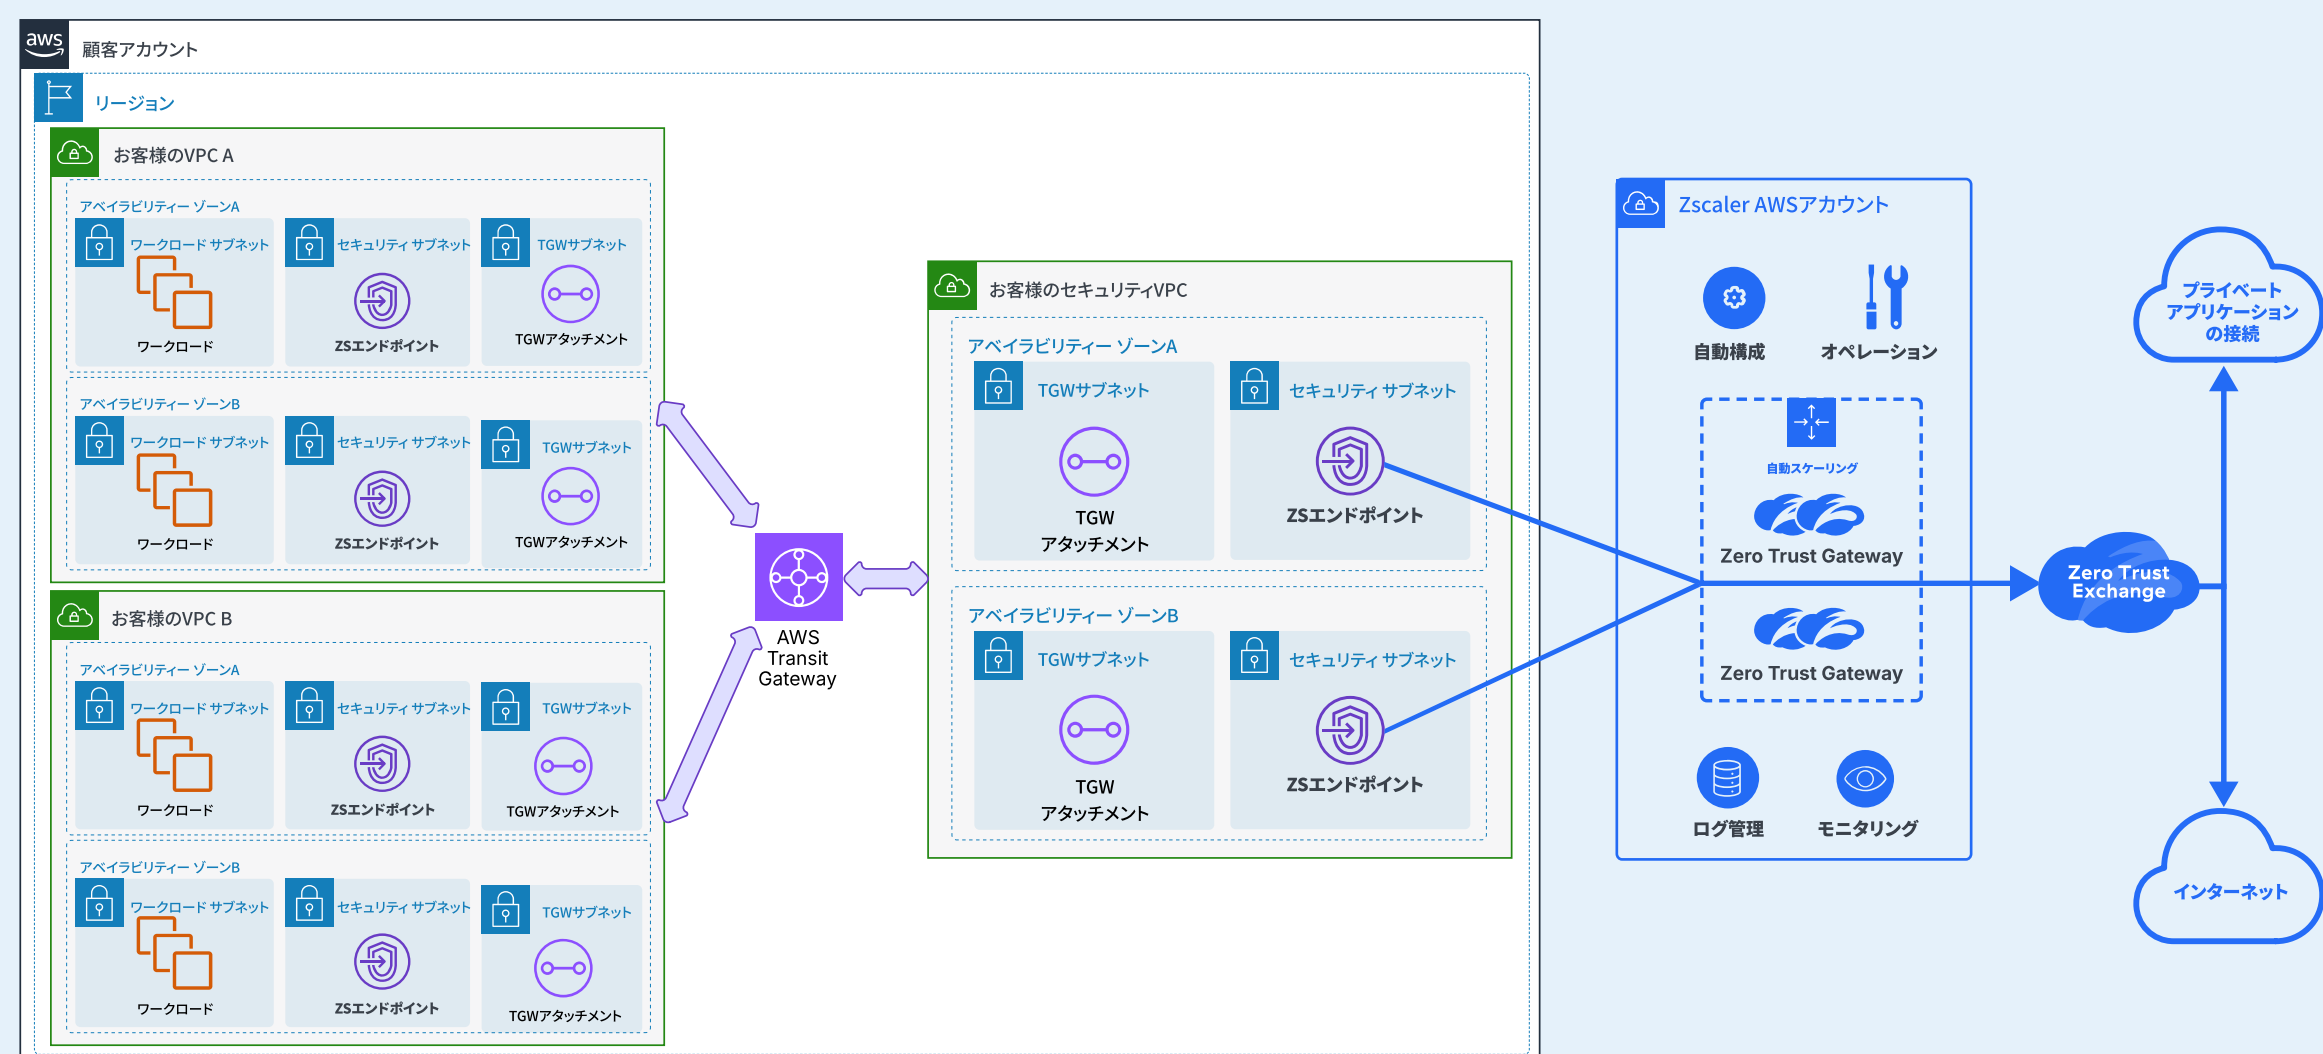 aws
顧客アカウント
リージョン
お客様のVPC A
アベイラビリティー ゾーンA
ワークロード サブネット
セキュリティ サブネット
TGWサブネット
ワークロード
ZSエンドポイント
TGWアタッチメント
アベイラビリティー ゾーンB
ワークロード サブネット
セキュリティ サブネット
TGWサブネット
ワークロード
ZSエンドポイント
TGWアタッチメント
お客様のVPC B
アベイラビリティー ゾーンA
ワークロード サブネット
セキュリティ サブネット
TGWサブネット
ワークロード
ZSエンドポイント
TGWアタッチメント
アベイラビリティー ゾーンB
ワークロード サブネット
セキュリティ サブネット
TGWサブネット
ワークロード
ZSエンドポイント
TGWアタッチメント
AWS
Transit
Gateway
お客様のセキュリティVPC
アベイラビリティー ゾーンA
TGWサブネット
セキュリティ サブネット
TGW
アタッチメント
ZSエンドポイント
アベイラビリティー ゾーンB
TGWサブネット
セキュリティ サブネット
TGW
アタッチメント
ZSエンドポイント
Zscaler AWSアカウント
自動構成
オペレーション
自動スケーリング
Zero Trust Gateway
Zero Trust Gateway
ログ管理
モニタリング
Zero Trust
Exchange
プライベート
アプリケーション
の接続
インターネット